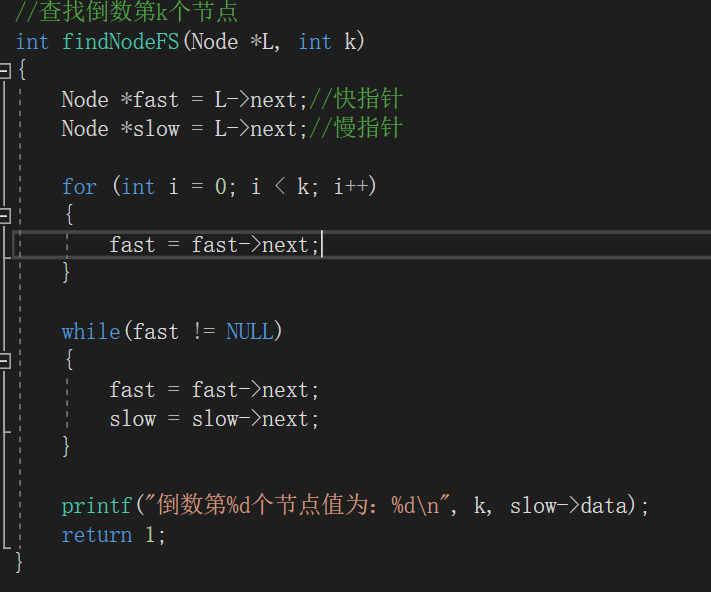 //查找倒数第k个节点
int findNodeFS(Node *L, int k)
{
Node *fast = L->next;//快指针
Node *slow = L->next;//慢指针
for (int i = 0; i < k; i++)
{
fast = fast->next;
}
while(fast != NULL)
{
fast = fast->next;
slow = slow->next;
}
printf("倒数第%d个节点值为：%d\n", k, slow->data);
return 1;
}